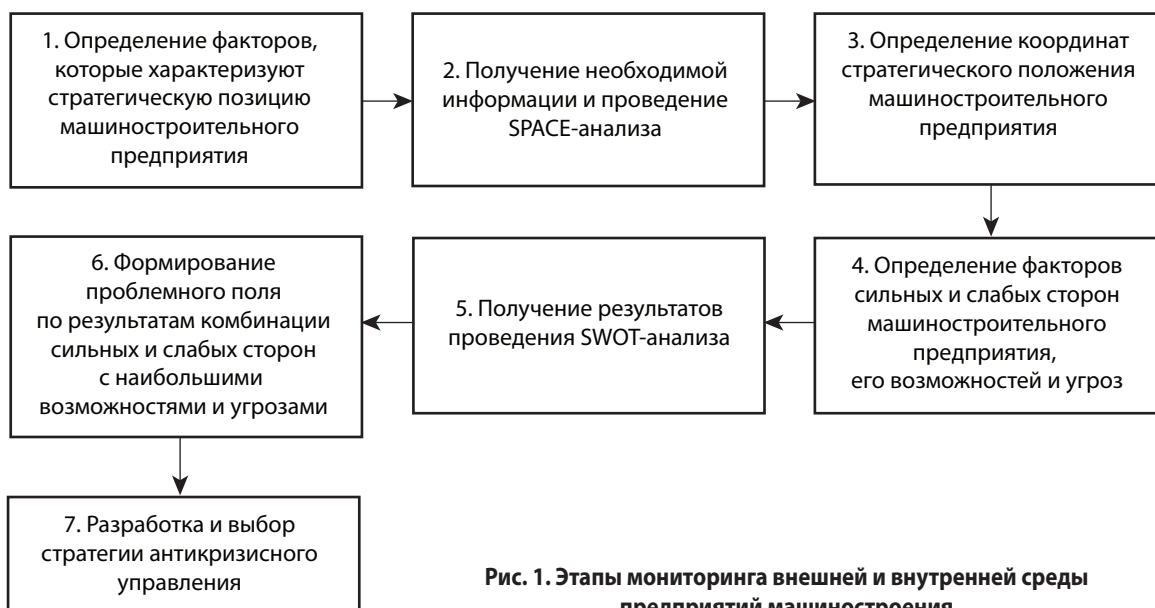 1. Определение факторов,
которые характеризуют
стратегическую позицию
машиностроительного
предприятия
2. Получение необходимой
информации и проведение
SPACE-анализа
3. Определение координат
стратегического положения
машиностроительного
предприятия
4. Определение факторов
сильных и слабых сторон
машиностроительного
предприятия,
его возможностей и угроз
5. Получение результатов
проведения SWOT-анализа
6. Формирование
проблемного поля
по результатам комбинации
сильных и слабых сторон
с наибольшими
возможностями и угрозами
7. Разработка и выбор
стратегии антикризисного
управления
Рис. 1. Этапы мониторинга внешней и внутренней среды
предприятий машиностроения